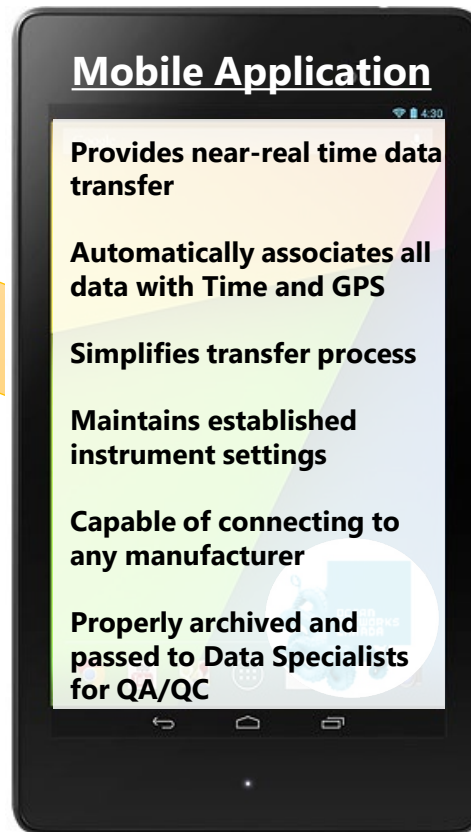 Mobile Application
4:30
Provides near-real time data
transfer
Automatically associates all
data with Time and GPS
Simplifies transfer process
Maintains established
instrument settings
Capable of connecting to
any manufacturer
Properly archived and
passed to Data Specialists
for QA/QC